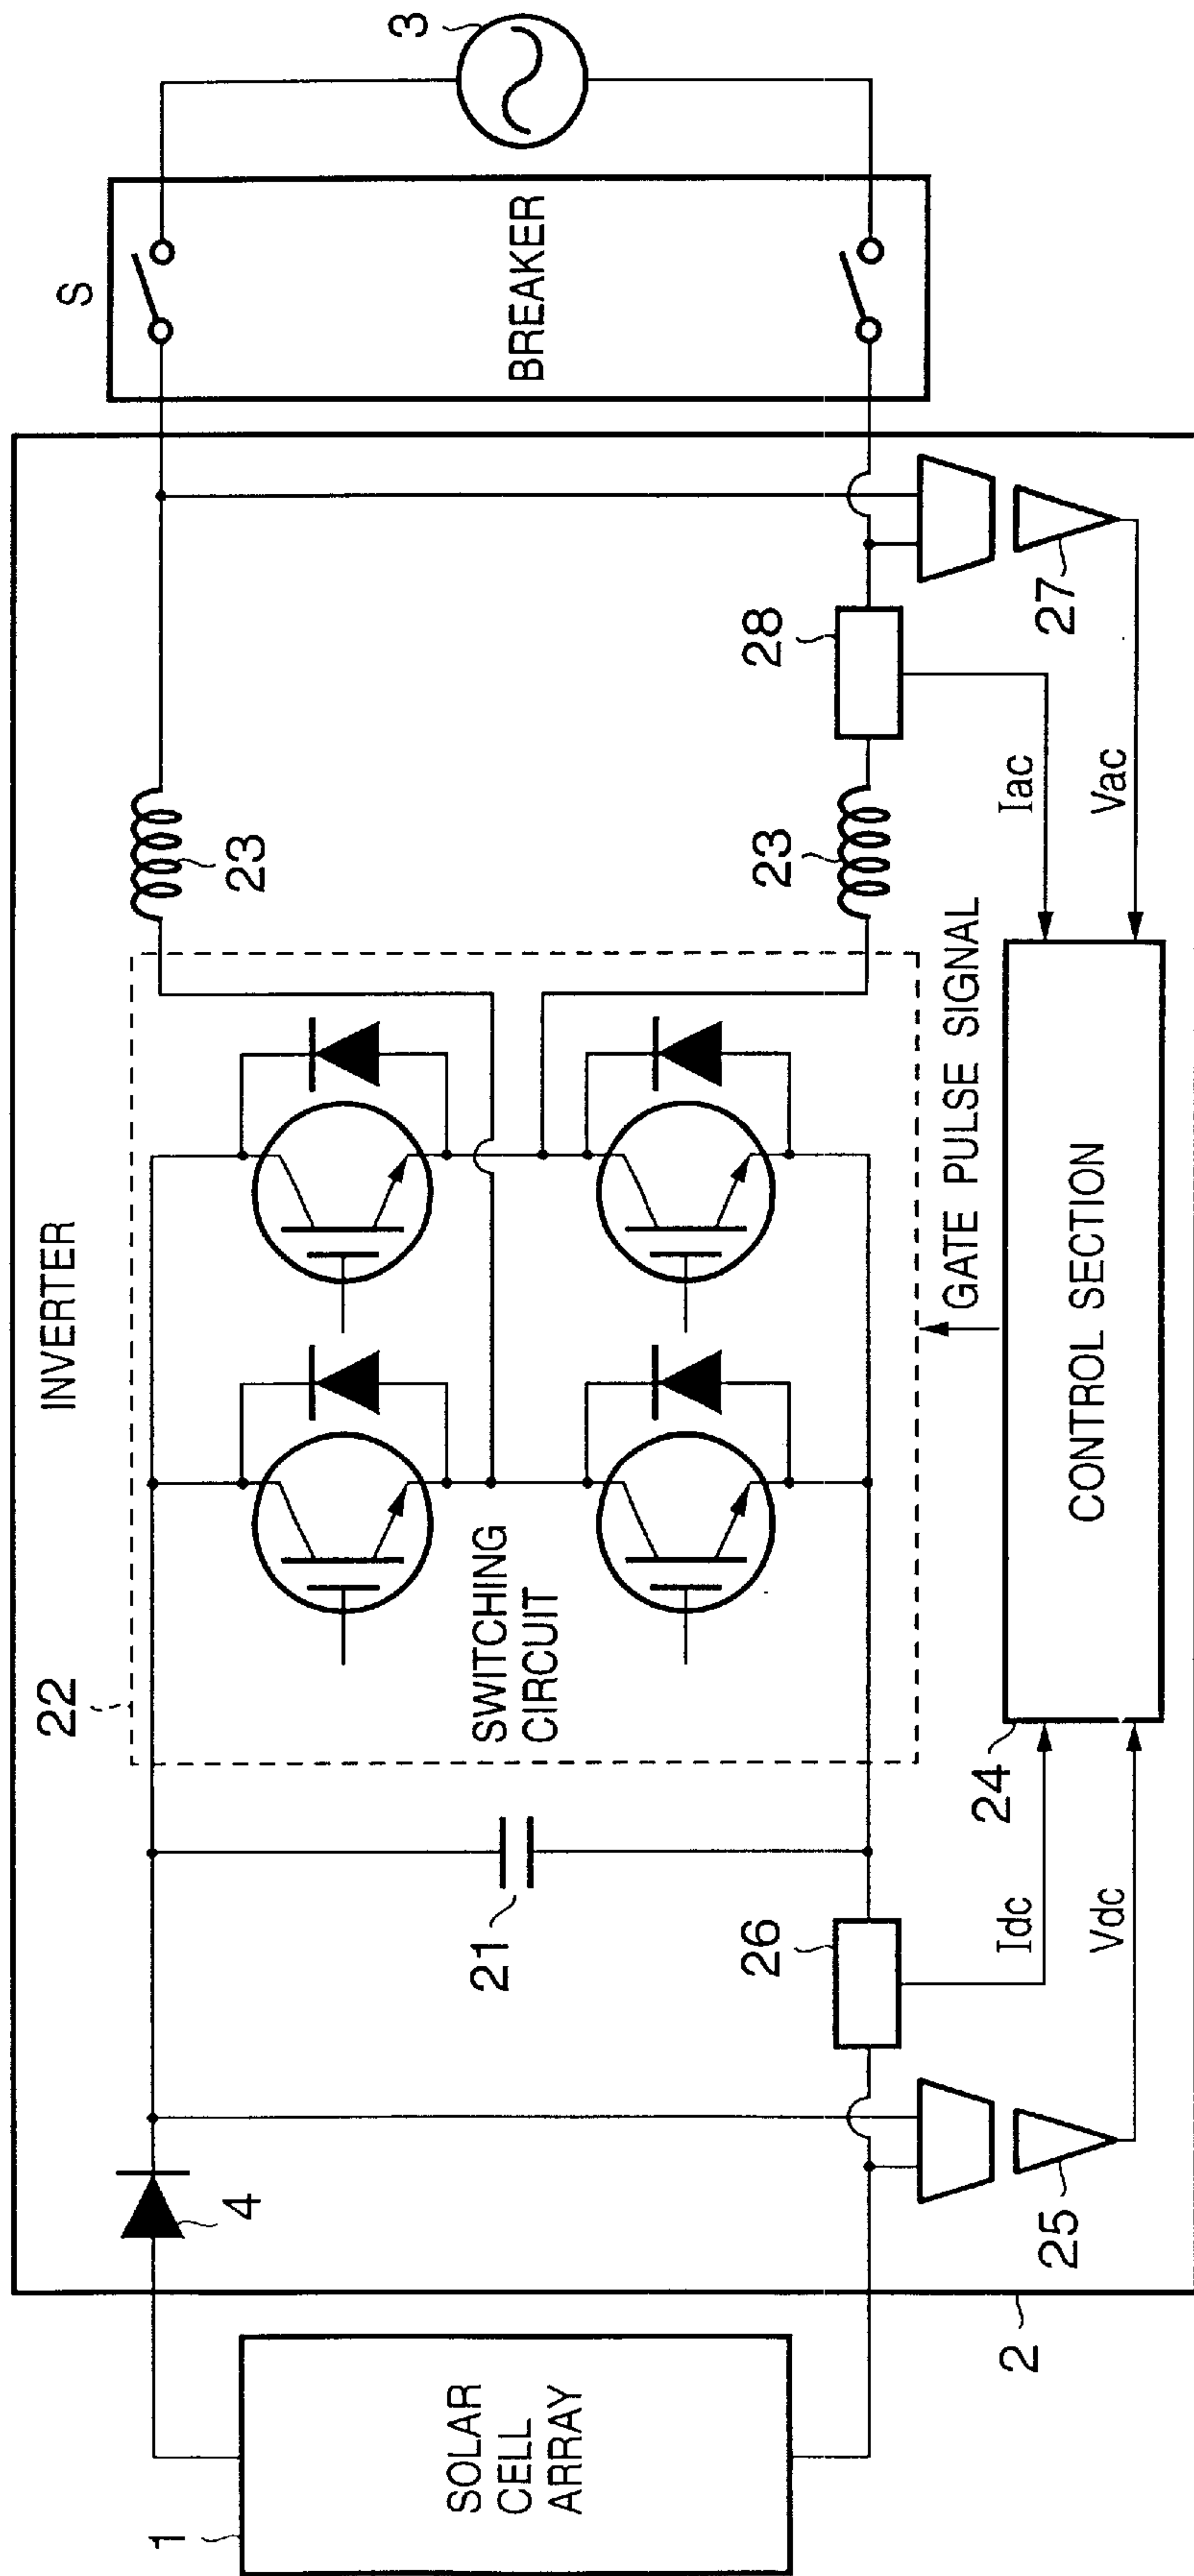 INVERTER
S
3
BREAKER
22
SWITCHING
CIRCUIT
23
23
28
27
4
21
26
25
1
SOLAR
CELL
ARRAY
2
24
CONTROL SECTION
GATE PULSE SIGNAL
Idc
Vdc
Iac
Vac